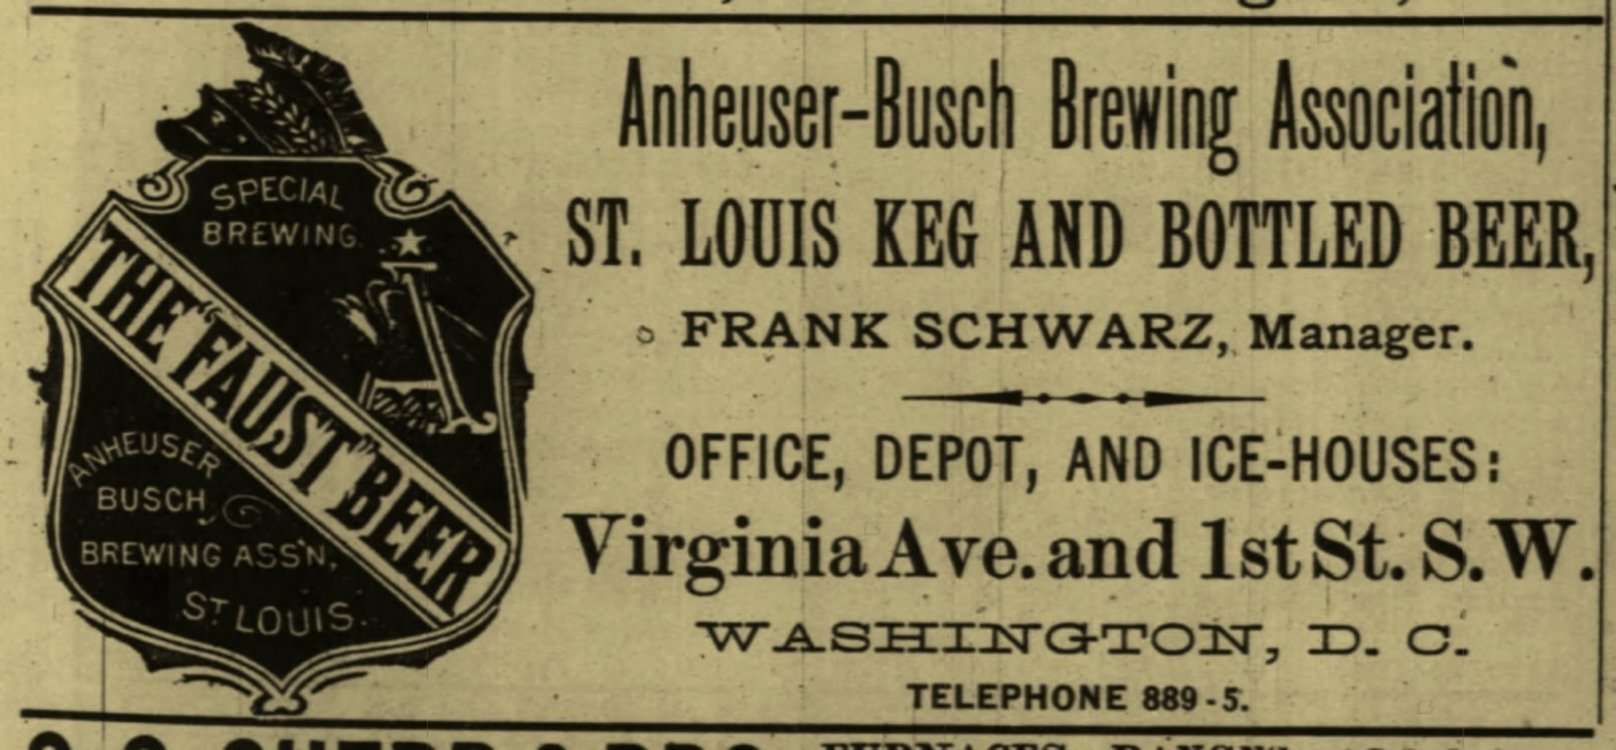 SPECIAL
BREWING
THE "FAUST" BEER
ANHEUSER
BUSCH
BREWING ASS'N,
ST LOUIS.
Anheuser-Busch Brewing Association,
ST. LOUIS KEG AND BOTTLED BEER,
FRANK SCHWARZ, Manager.
OFFICE, DEPOT, AND ICE-HOUSES:
Virginia Ave. and 1st St. S. W.
WASHINGTON, D. C.
TELEPHONE 889-5.